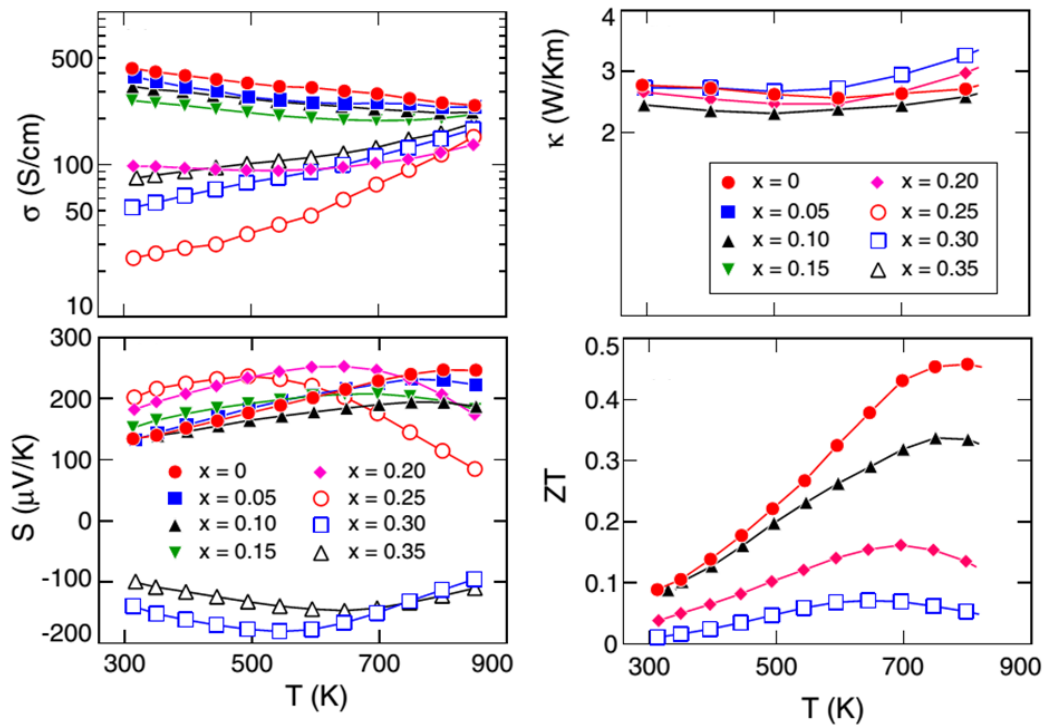 500
100
50
10
σ (S/cm)
4
3
2
κ (W/Km)
x = 0
x = 0.20
x = 0.05
x = 0.25
x = 0.10
x = 0.30
x = 0.15
x = 0.35
300
200
100
0
-100
-200
S (μV/K)
x = 0
x = 0.20
x = 0.05
x = 0.25
x = 0.10
x = 0.30
x = 0.15
x = 0.35
300
500
700
900
T (K)
0.5
0.4
0.3
0.2
0.1
0
ZT
300
500
700
900
T (K)